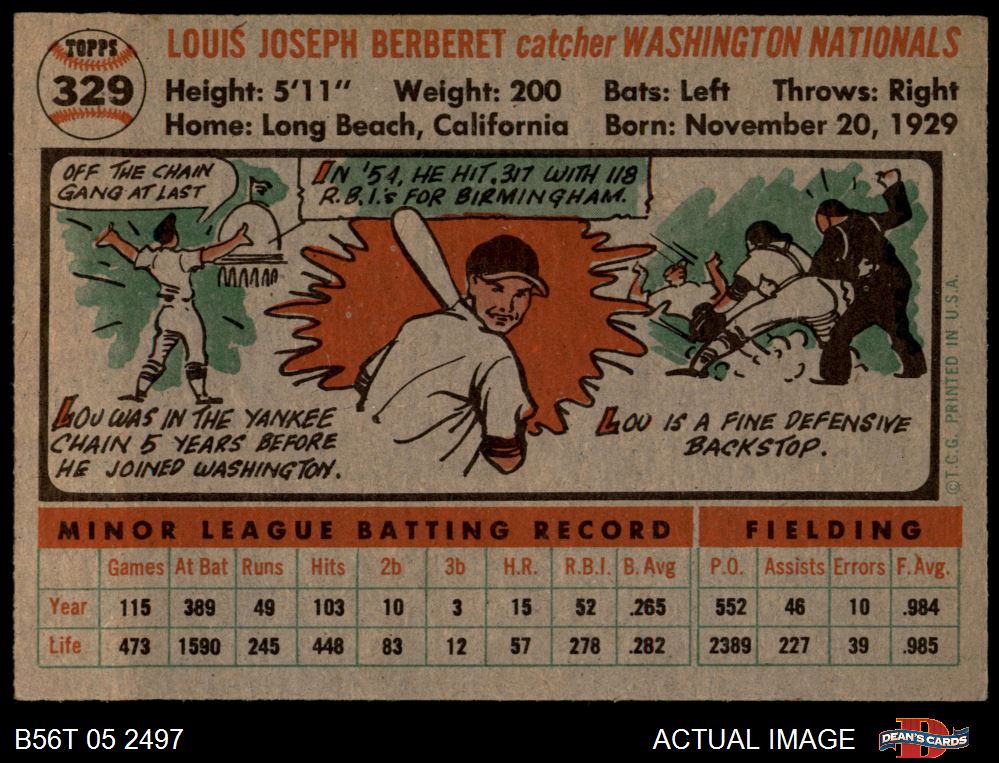 TOPPS
329
LOUIS JOSEPH BERBERET catcher WASHINGTON NATIONALS
Height: 5'11" Weight: 200 Bats: Left Throws: Right
Home: Long Beach, California Born: November 20, 1929
OFF THE CHAIN
GANG AT LAST
IN '54, HE HIT .317 WITH 118
R.B.I.s FOR BIRMINGHAM.
LOU WAS IN THE YANKEE
CHAIN 5 YEARS BEFORE
HE JOINED WASHINGTON.
LOU IS A FINE DEFENSIVE
BACKSTOP.
©T.C.G. PRINTED IN U.S.A.
MINOR LEAGUE BATTING RECORD FIELDING
Games At Bat Runs Hits 2b 3b H.R. R.B.I. B. Avg P.O. Assists Errors F. Avg.
Year 115 389 49 103 10 3 15 52 .265 552 46 10 .984
Life 473 1590 245 448 83 12 57 278 .282 2389 227 39 .985
B56T 05 2497
ACTUAL IMAGE
DEAN'S CARDS